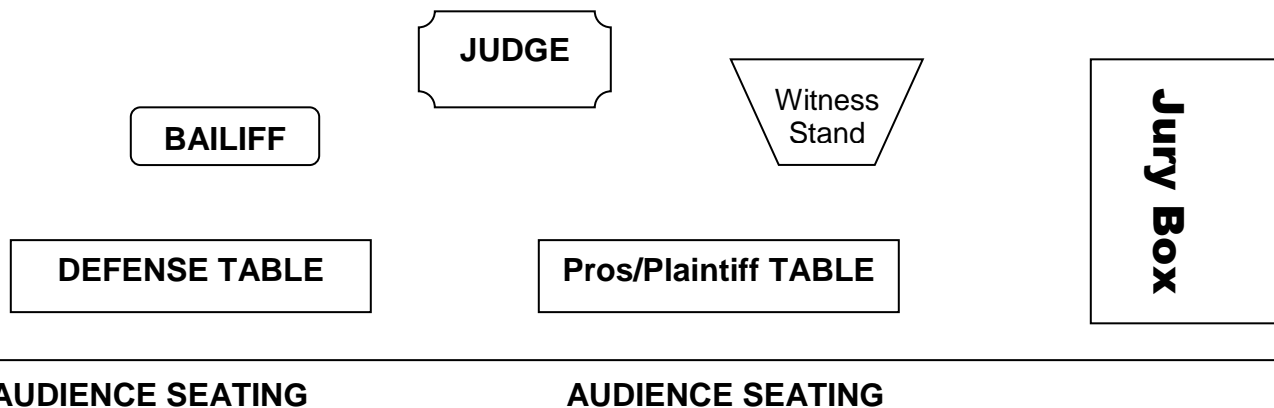 JUDGE
Witness
Stand
BAILIFF
Jury Box
DEFENSE TABLE
Pros/Plaintiff TABLE
AUDIENCE SEATING
AUDIENCE SEATING